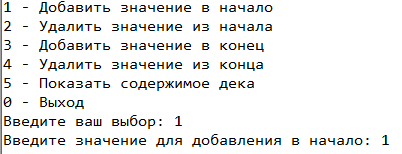 1 - Добавить значение в начало
2 - Удалить значение из начала
3 - Добавить значение в конец
4 - Удалить значение из конца
5 - Показать содержимое дека
0 - Выход
Введите ваш выбор: 1
Введите значение для добавления в начало: 1